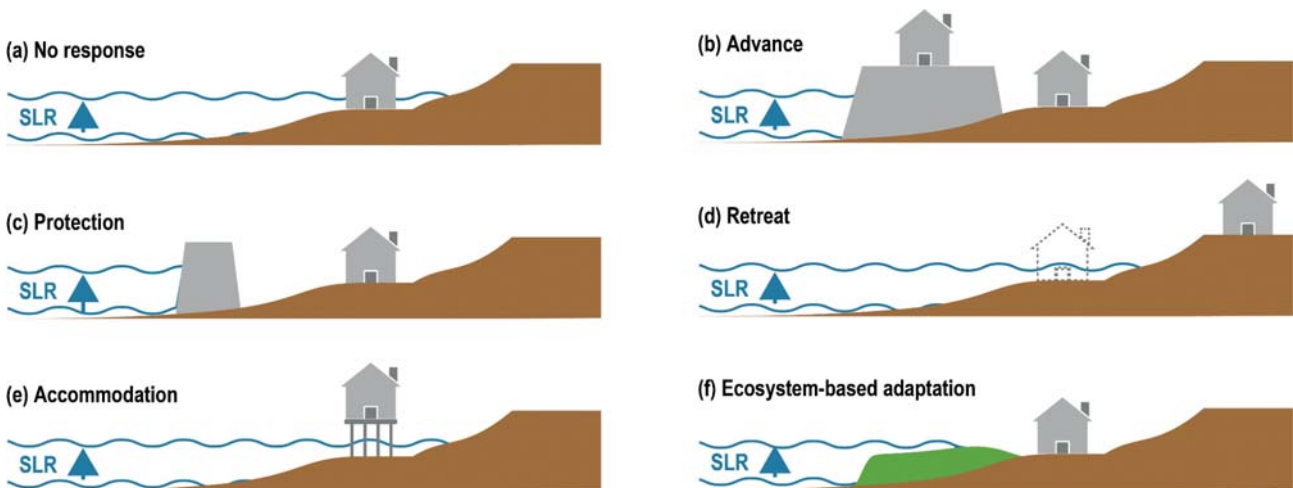 (a) No response
SLR
(b) Advance
SLR
(c) Protection
SLR
(d) Retreat
SLR
(e) Accommodation
SLR
(f) Ecosystem-based adaptation
SLR